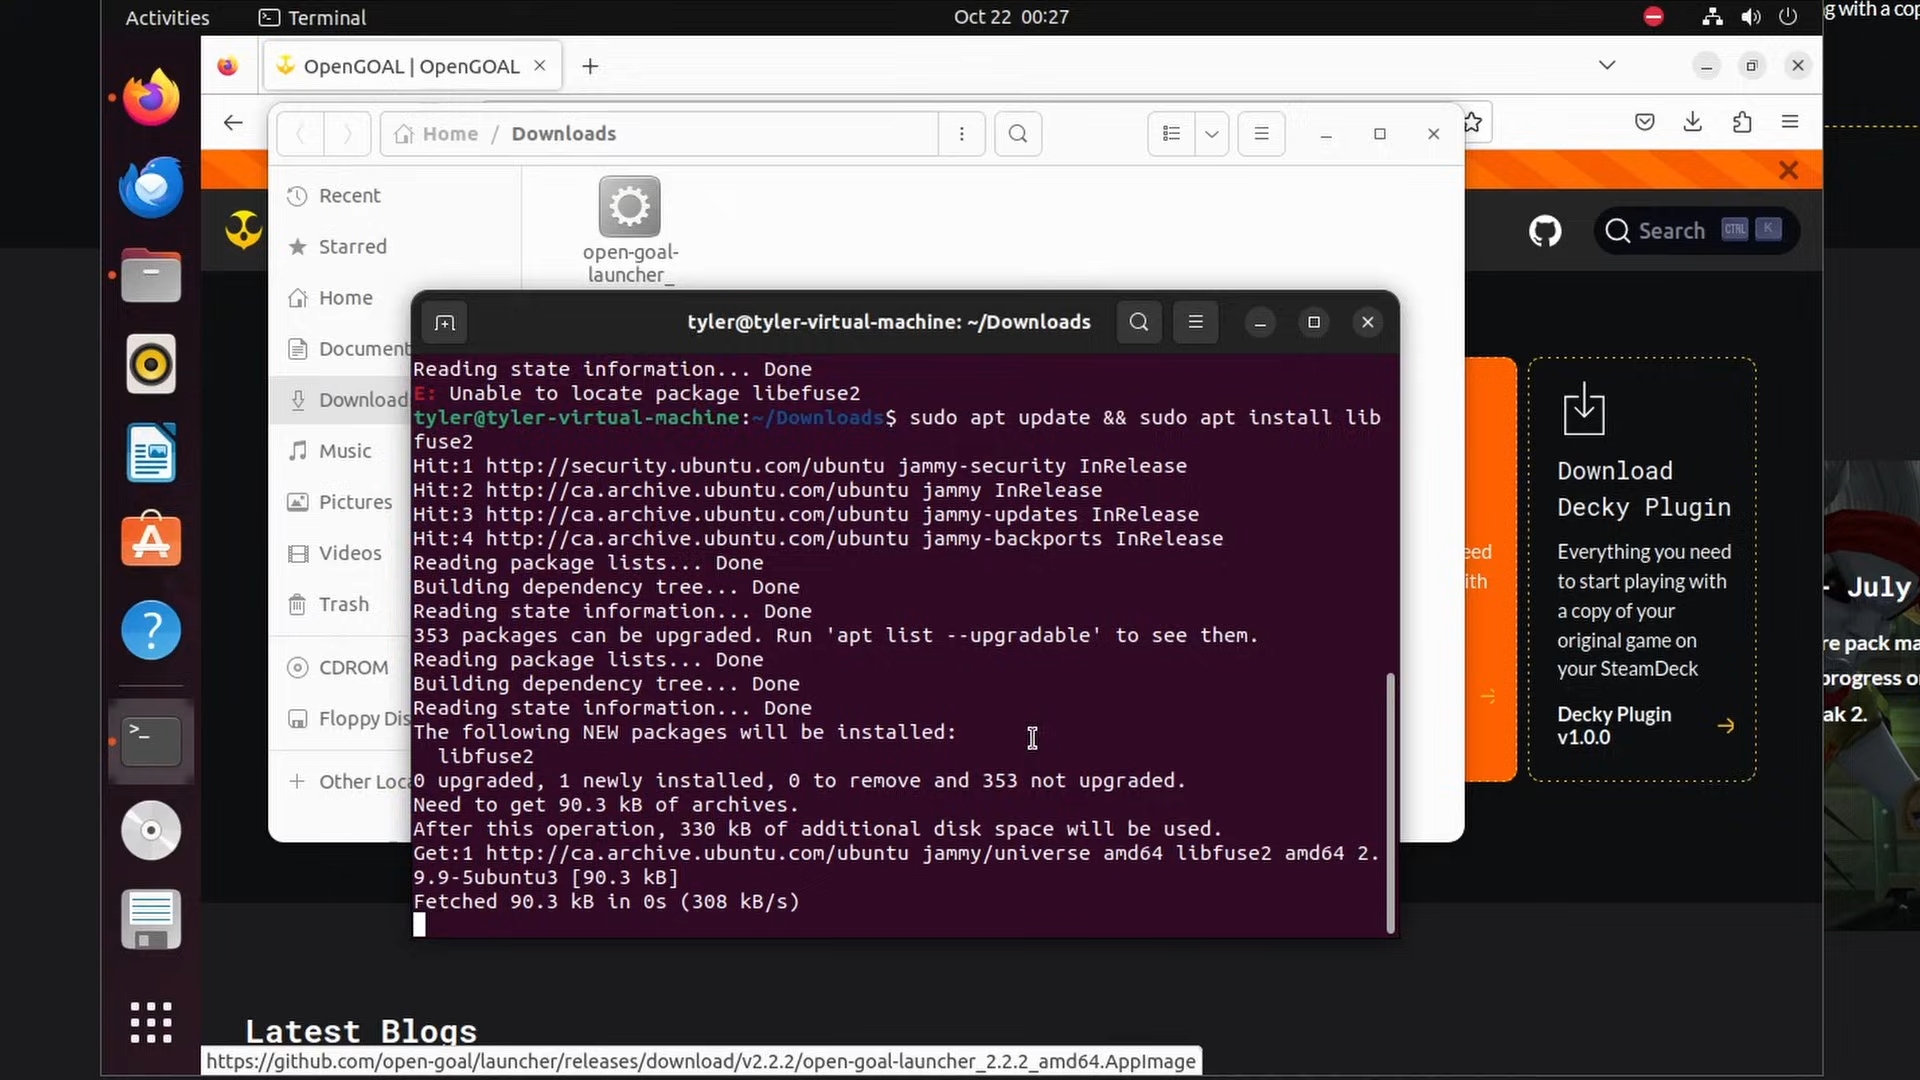 Activities
Terminal
Oct 22 00:27
g with a cop
OpenGOAL | OpenGOAL
Home / Downloads
Recent
Starred
Home
Document
Download
Music
Pictures
Videos
Trash
CDROM
Floppy Dis
+ Other Loca
open-goal-
launcher_
Search CTRL K
tyler@tyler-virtual-machine: ~/Downloads
Reading state information... Done
E: Unable to locate package libefuse2
tyler@tyler-virtual-machine:~/Downloads$ sudo apt update && sudo apt install lib
fuse2
Hit:1 http://security.ubuntu.com/ubuntu jammy-security InRelease
Hit:2 http://ca.archive.ubuntu.com/ubuntu jammy InRelease
Hit:3 http://ca.archive.ubuntu.com/ubuntu jammy-updates InRelease
Hit:4 http://ca.archive.ubuntu.com/ubuntu jammy-backports InRelease
Reading package lists... Done
Building dependency tree... Done
Reading state information... Done
353 packages can be upgraded. Run 'apt list --upgradable' to see them.
Reading package lists... Done
Building dependency tree... Done
Reading state information... Done
The following NEW packages will be installed:
libfuse2
0 upgraded, 1 newly installed, 0 to remove and 353 not upgraded.
Need to get 90.3 kB of archives.
After this operation, 330 kB of additional disk space will be used.
Get:1 http://ca.archive.ubuntu.com/ubuntu jammy/universe amd64 libfuse2 amd64 2.
9.9-5ubuntu3 [90.3 kB]
Fetched 90.3 kB in 0s (308 kB/s)
eed
ith
Download
Decky Plugin
Everything you need
to start playing with
a copy of your
original game on
your SteamDeck
Decky Plugin
v1.0.0
- July
re pack ma
progress o
ak 2.
Latest Blogs
https://github.com/open-goal/launcher/releases/download/v2.2.2/open-goal-launcher_2.2.2_amd64.AppImage